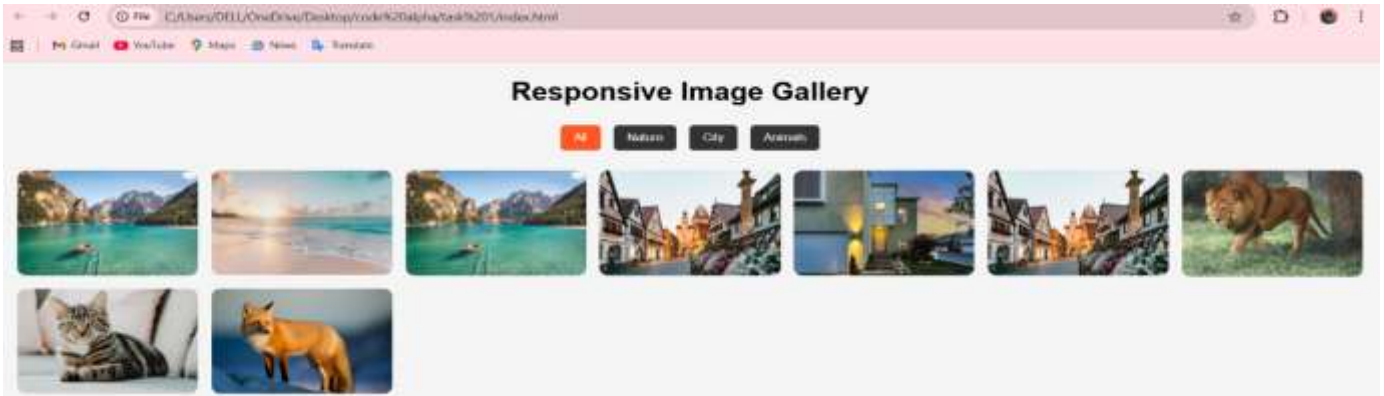 File C:/Users/DELL/OneDrive/Desktop/code%20alpha/task%201/index.html
Gmail YouTube Maps News Translate
Responsive Image Gallery
All Nature City Animals